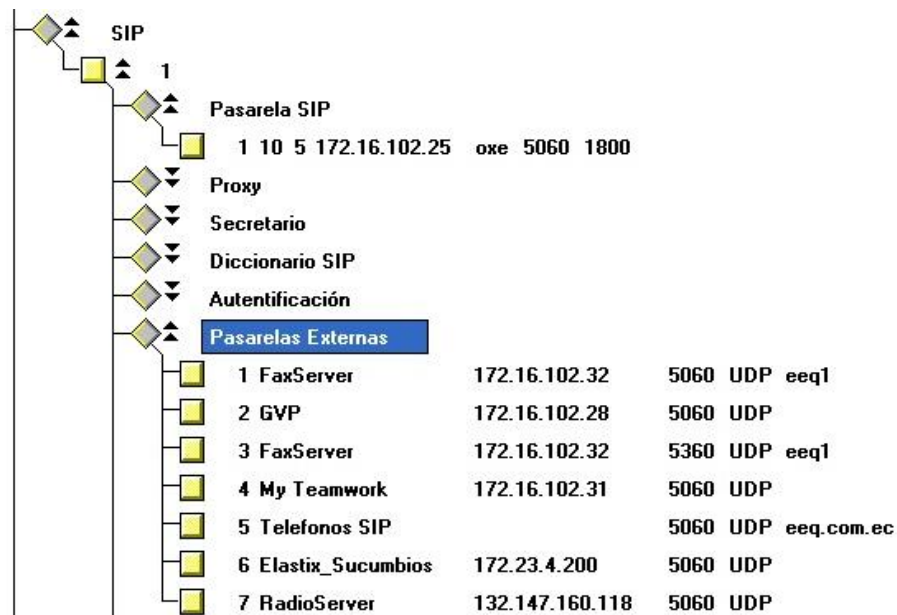 SIP
1
Pasarela SIP
1 10 5 172.16.102.25 oxe 5060 1800
Proxy
Secretario
Diccionario SIP
Autentificación
Pasarelas Externas
1 FaxServer 172.16.102.32 5060 UDP eeq1
2 GVP 172.16.102.28 5060 UDP
3 FaxServer 172.16.102.32 5360 UDP eeq1
4 My Teamwork 172.16.102.31 5060 UDP
5 Telefonos SIP 5060 UDP eeq.com.ec
6 Elastix_Sucumbios 172.23.4.200 5060 UDP
7 RadioServer 132.147.160.118 5060 UDP